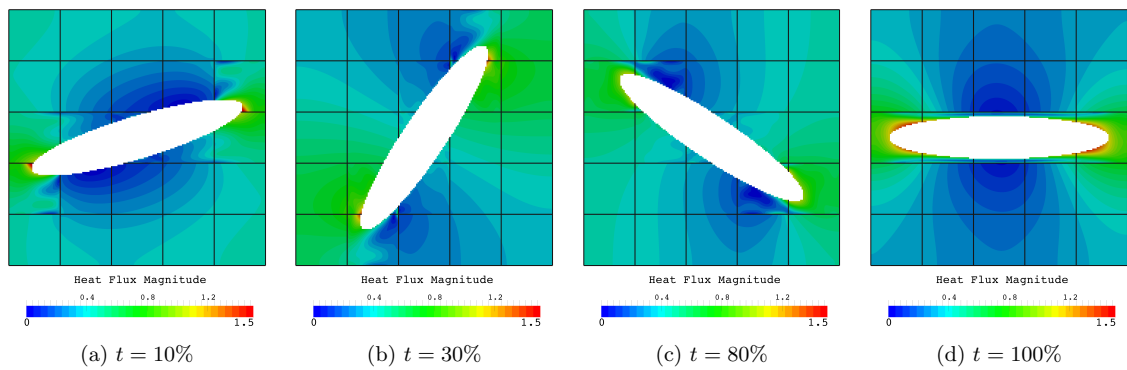 Heat Flux Magnitude Heat Flux Magnitude Heat Flux Magnitude Heat Flux Magnitude
0.4 0.8 1.2 0.4 0.8 1.2 0.4 0.8 1.2 0.4 0.8 1.2
0 1.5 0 1.5 0 1.5 0 1.5
(a) t = 10% (b) t = 30% (c) t = 80% (d) t = 100%